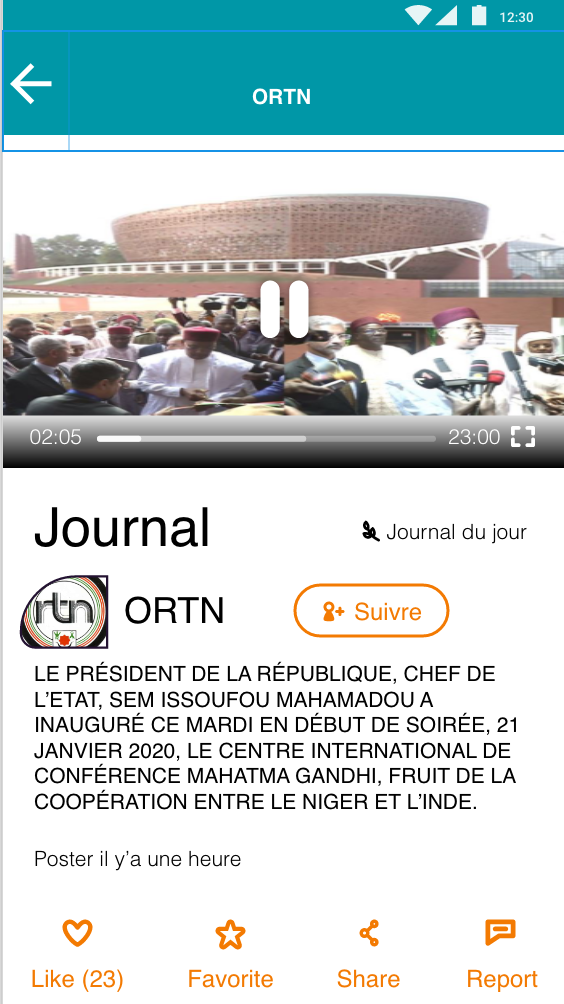 12:30
ORTN
02:05
23:00
Journal
Journal du jour
rtn
ORTN
Suivre
LE PRÉSIDENT DE LA RÉPUBLIQUE, CHEF DE
L’ETAT, SEM ISSOUFOU MAHAMADOU A
INAUGURÉ CE MARDI EN DÉBUT DE SOIRÉE, 21
JANVIER 2020, LE CENTRE INTERNATIONAL DE
CONFÉRENCE MAHATMA GANDHI, FRUIT DE LA
COOPÉRATION ENTRE LE NIGER ET L’INDE.
Poster il y’a une heure
Like (23)
Favorite
Share
Report